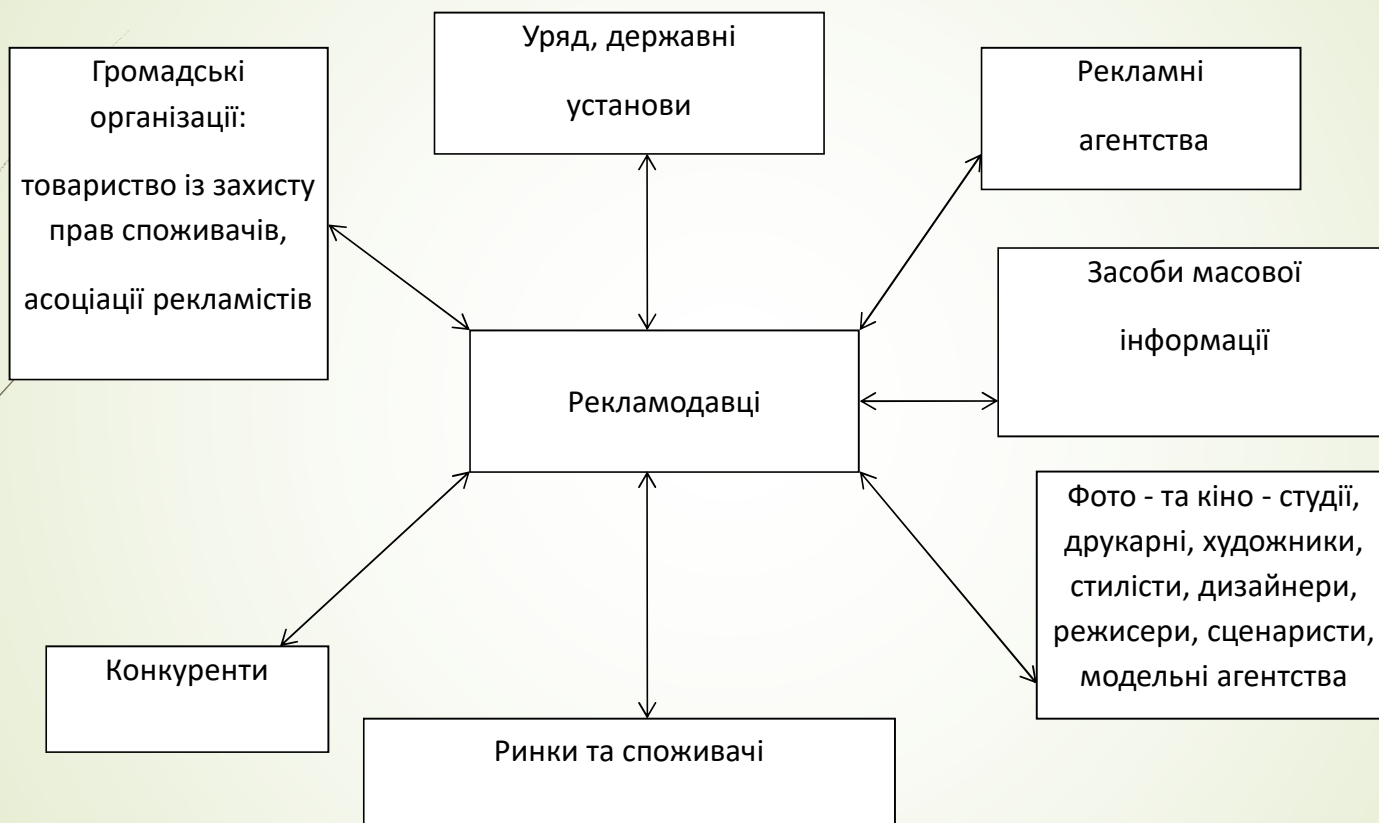 Громадські
організації:
товариство із захисту
прав споживачів,
асоціації рекламістів
Уряд, державні
установи
Рекламні
агентства
Засоби масової
інформації
Рекламодавці
Фото - та кіно - студії,
друкарні, художники,
стилісти, дизайнери,
режисери, сценаристи,
модельні агентства
Конкуренти
Ринки та споживачі